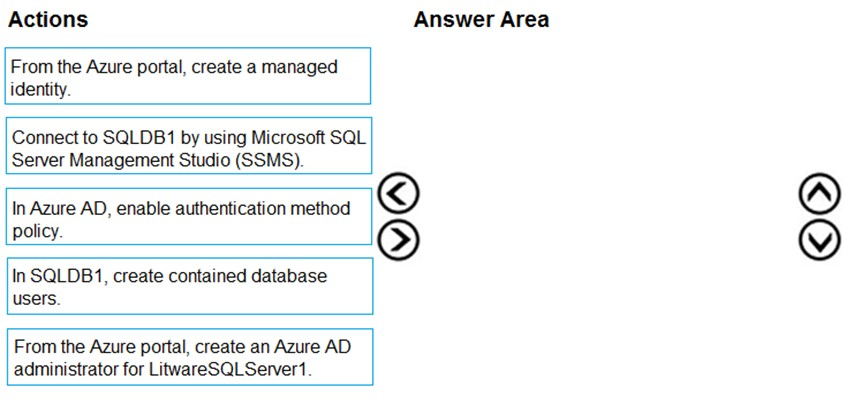 Actions
Answer Area
From the Azure portal, create a managed
identity.
Connect to SQLDB1 by using Microsoft SQL
Server Management Studio (SSMS).
In Azure AD, enable authentication method
policy.
In SQLDB1, create contained database
users.
From the Azure portal, create an Azure AD
administrator for LitwareSQLServer1.